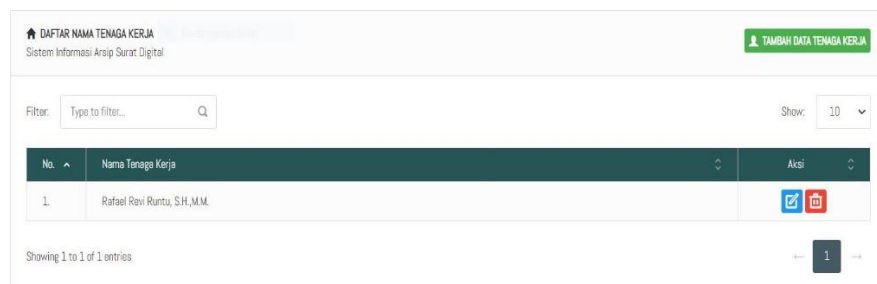 DAFTAR NAMA TENAGA KERJA
Sistem Informasi Arsip Surat Digital
TAMBAH DATA TENAGA KERJA
Filter: Type to filter... Show: 10
No. Nama Tenaga Kerja Aksi
1. Rafael Revi Runtu, S.H.,M.M.
Showing 1 to 1 of 1 entries
← 1 →